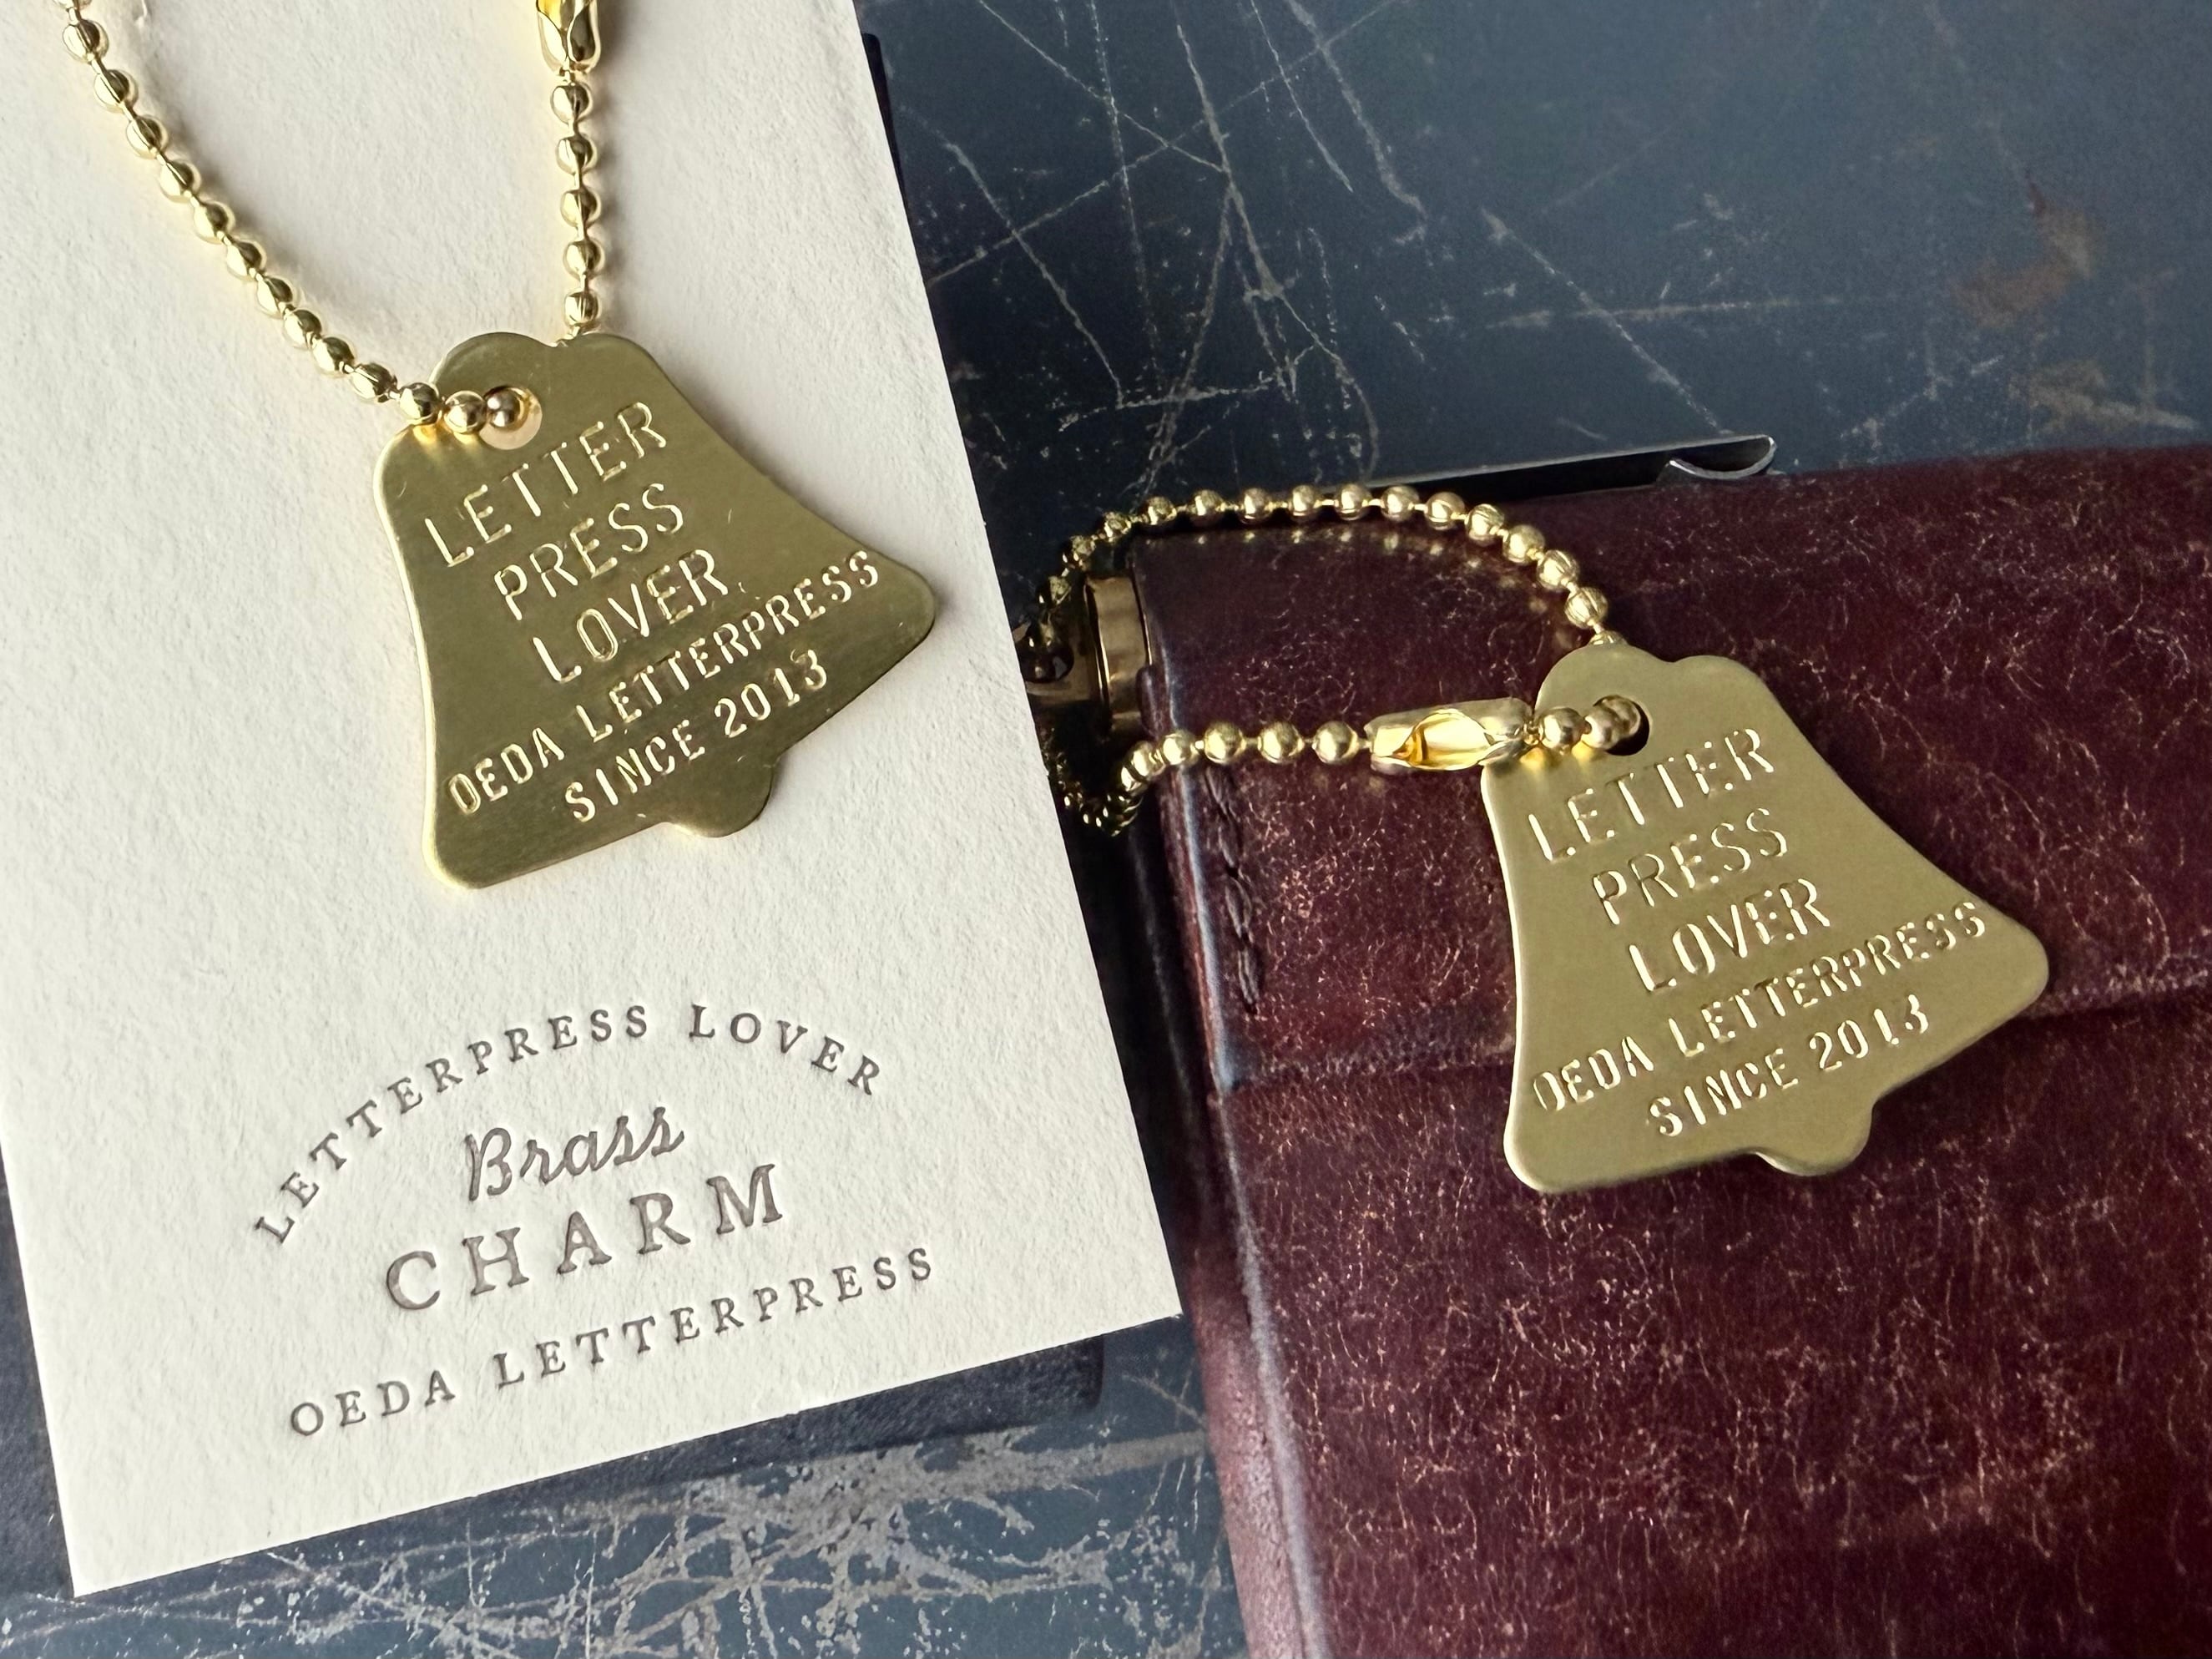 LETTER
PRESS
LOVER
OEDA LETTERPRESS
SINCE 2013
LETTERPRESS LOVER
Brass
CHARM
OEDA LETTERPRESS
LETTER
PRESS
LOVER
OEDA LETTERPRESS
SINCE 2013